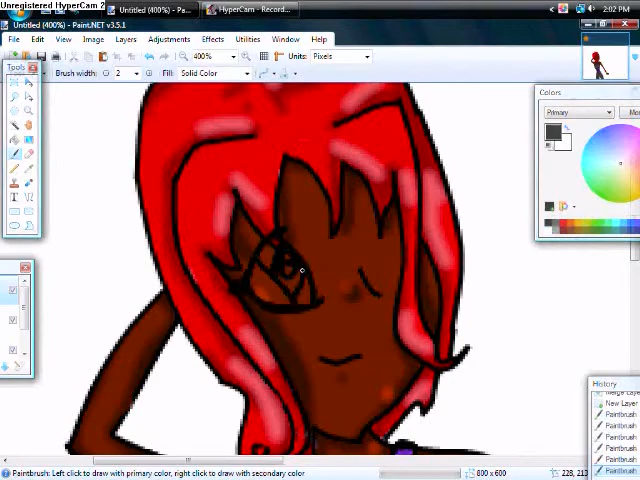 Unregistered HyperCam 2
Untitled (400%) - Pa...
HyperCam - Record...
2:02 PM
Untitled (400%) - Paint.NET v3.5.1
File Edit View Image Layers Adjustments Effects Utilities Window Help
400% Units: Pixels
Brush width: 2 Fill: Solid Color
Tools
Colors
Primary
History
Merge Layer
New Layer
Paintbrush
Paintbrush
Paintbrush
Paintbrush
Paintbrush
Paintbrush: Left click to draw with primary color, right click to draw with secondary color
800 x 600